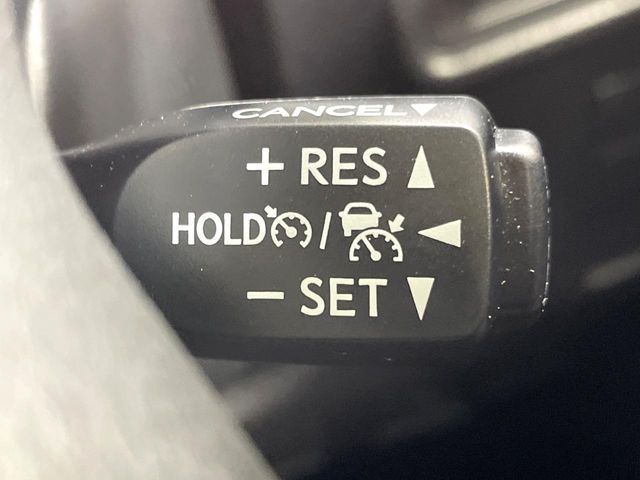 CANCEL ▼
+ RES ▲
HOLD / ◀
− SET ▼